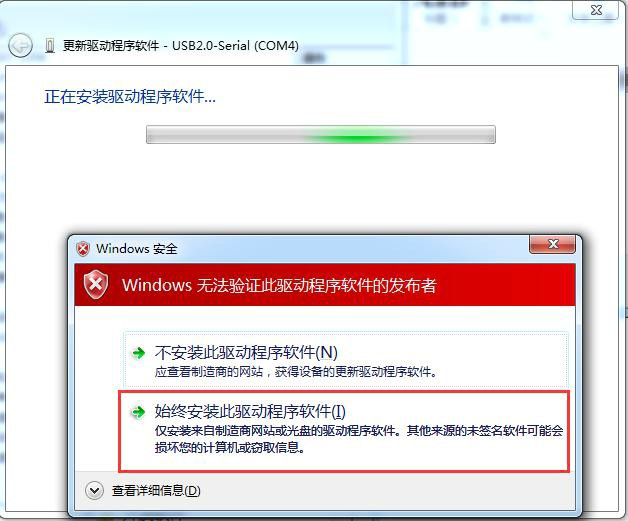 更新驱动程序软件 - USB2.0-Serial (COM4)
正在安装驱动程序软件...
Windows 安全
Windows 无法验证此驱动程序软件的发布者
不安装此驱动程序软件(N)
应查看制造商的网站，获得设备的更新驱动程序软件。
始终安装此驱动程序软件(I)
仅安装来自制造商网站或光盘的驱动程序软件。其他来源的未签名软件可能会
损坏您的计算机或窃取信息。
查看详细信息(D)